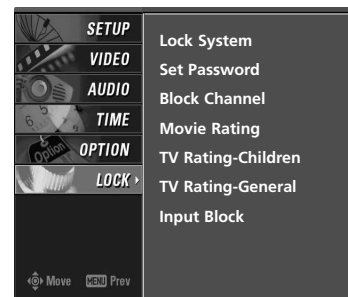 SETUP
VIDEO
AUDIO
TIME
OPTION
LOCK
Move MENU Prev
Lock System
Set Password
Block Channel
Movie Rating
TV Rating-Children
TV Rating-General
Input Block